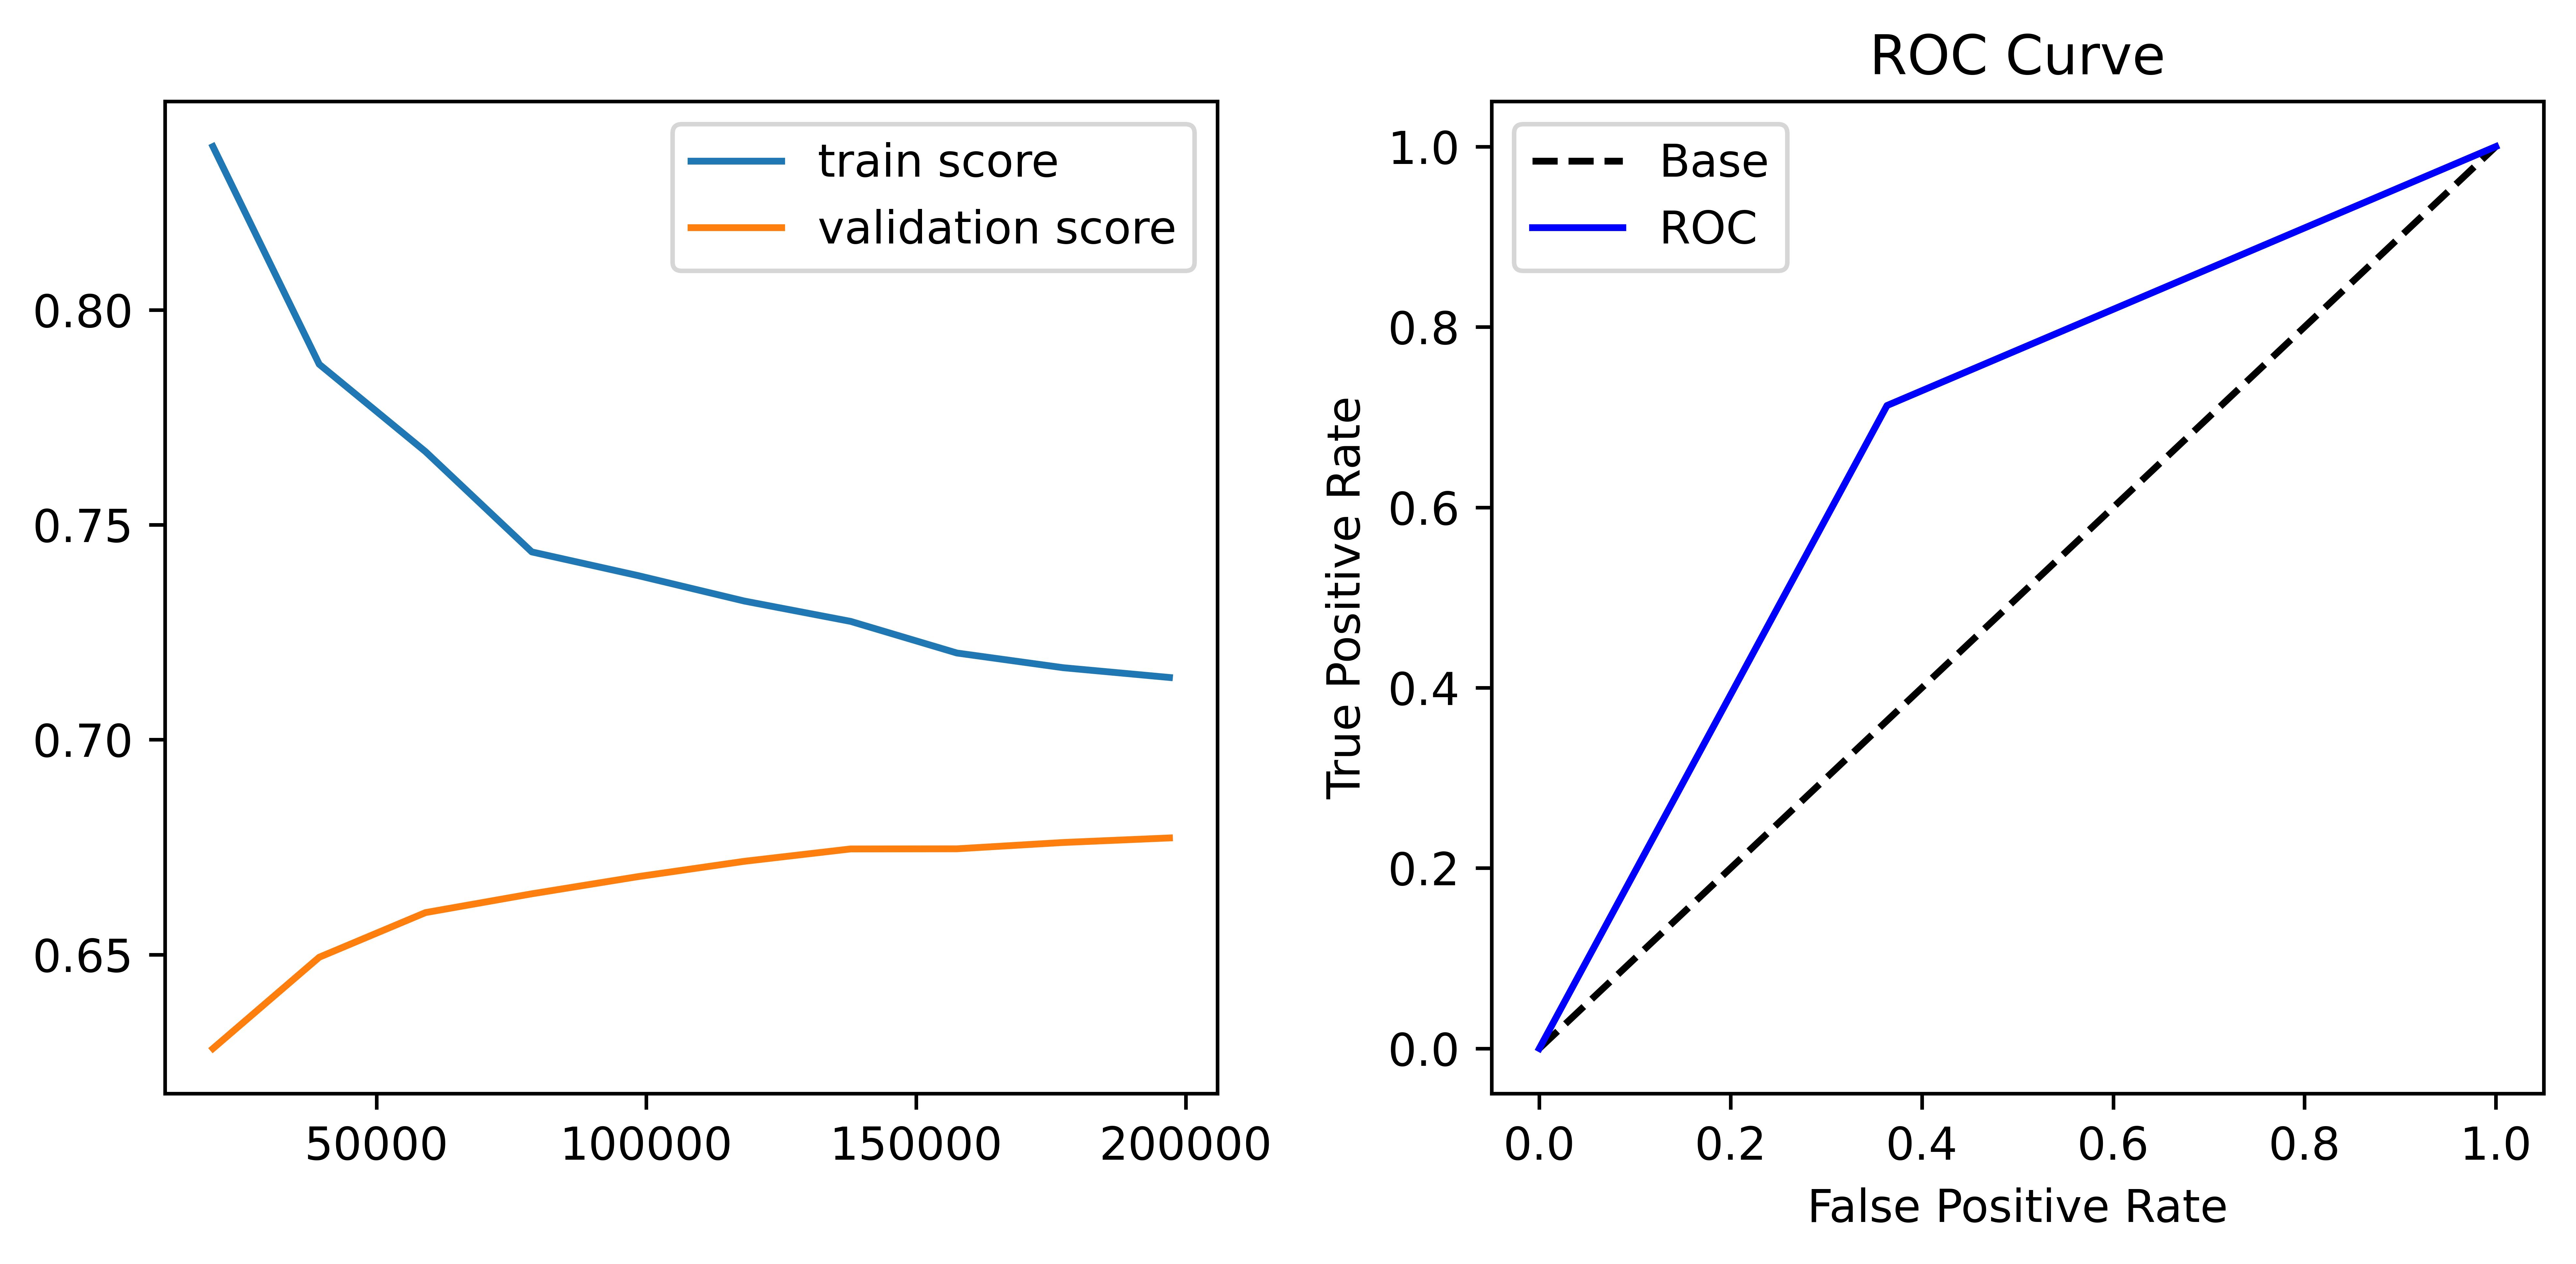 train score
validation score
0.80
0.75
0.70
0.65
50000
100000
150000
200000
ROC Curve
Base
ROC
True Positive Rate
1.0
0.8
0.6
0.4
0.2
0.0
0.0
0.2
0.4
0.6
0.8
1.0
False Positive Rate